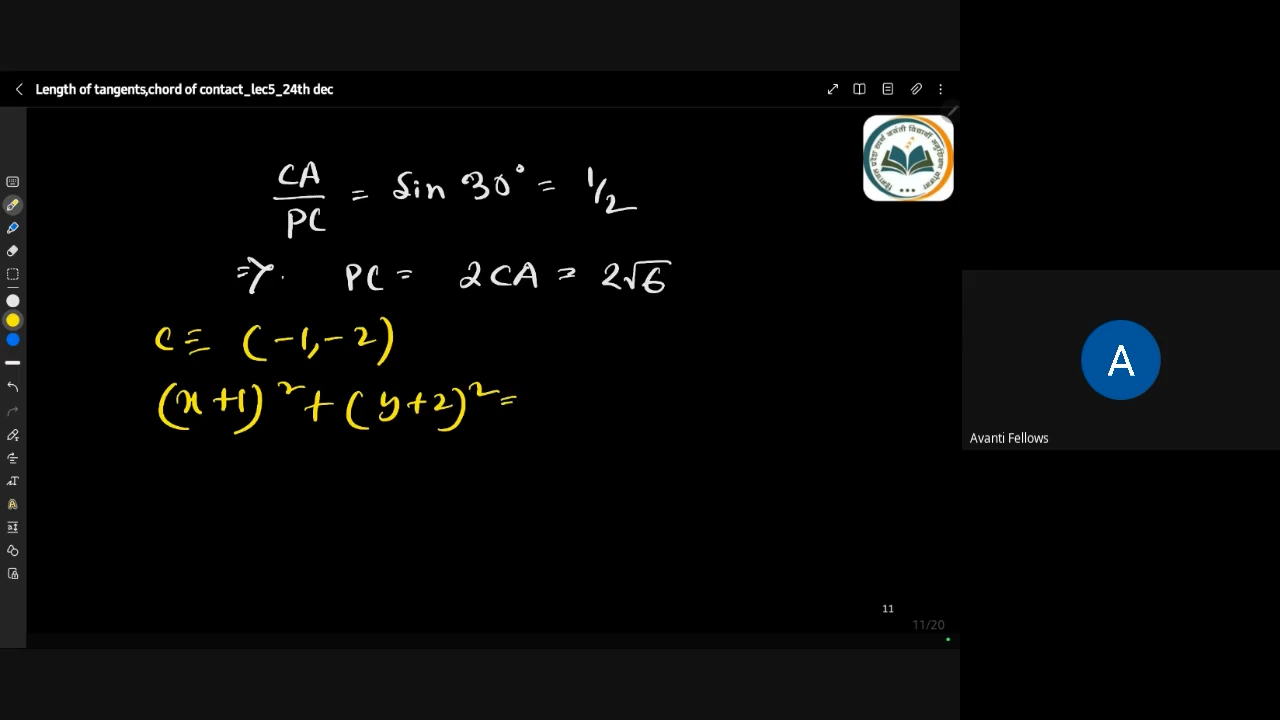 Length of tangents,chord of contact_lec5_24th dec
CA/PC = Sin 30° = 1/2
=> PC = 2CA = 2√6
C ≡ (-1,-2)
(x+1)² + (y+2)² =
A
Avanti Fellows
11
11/20